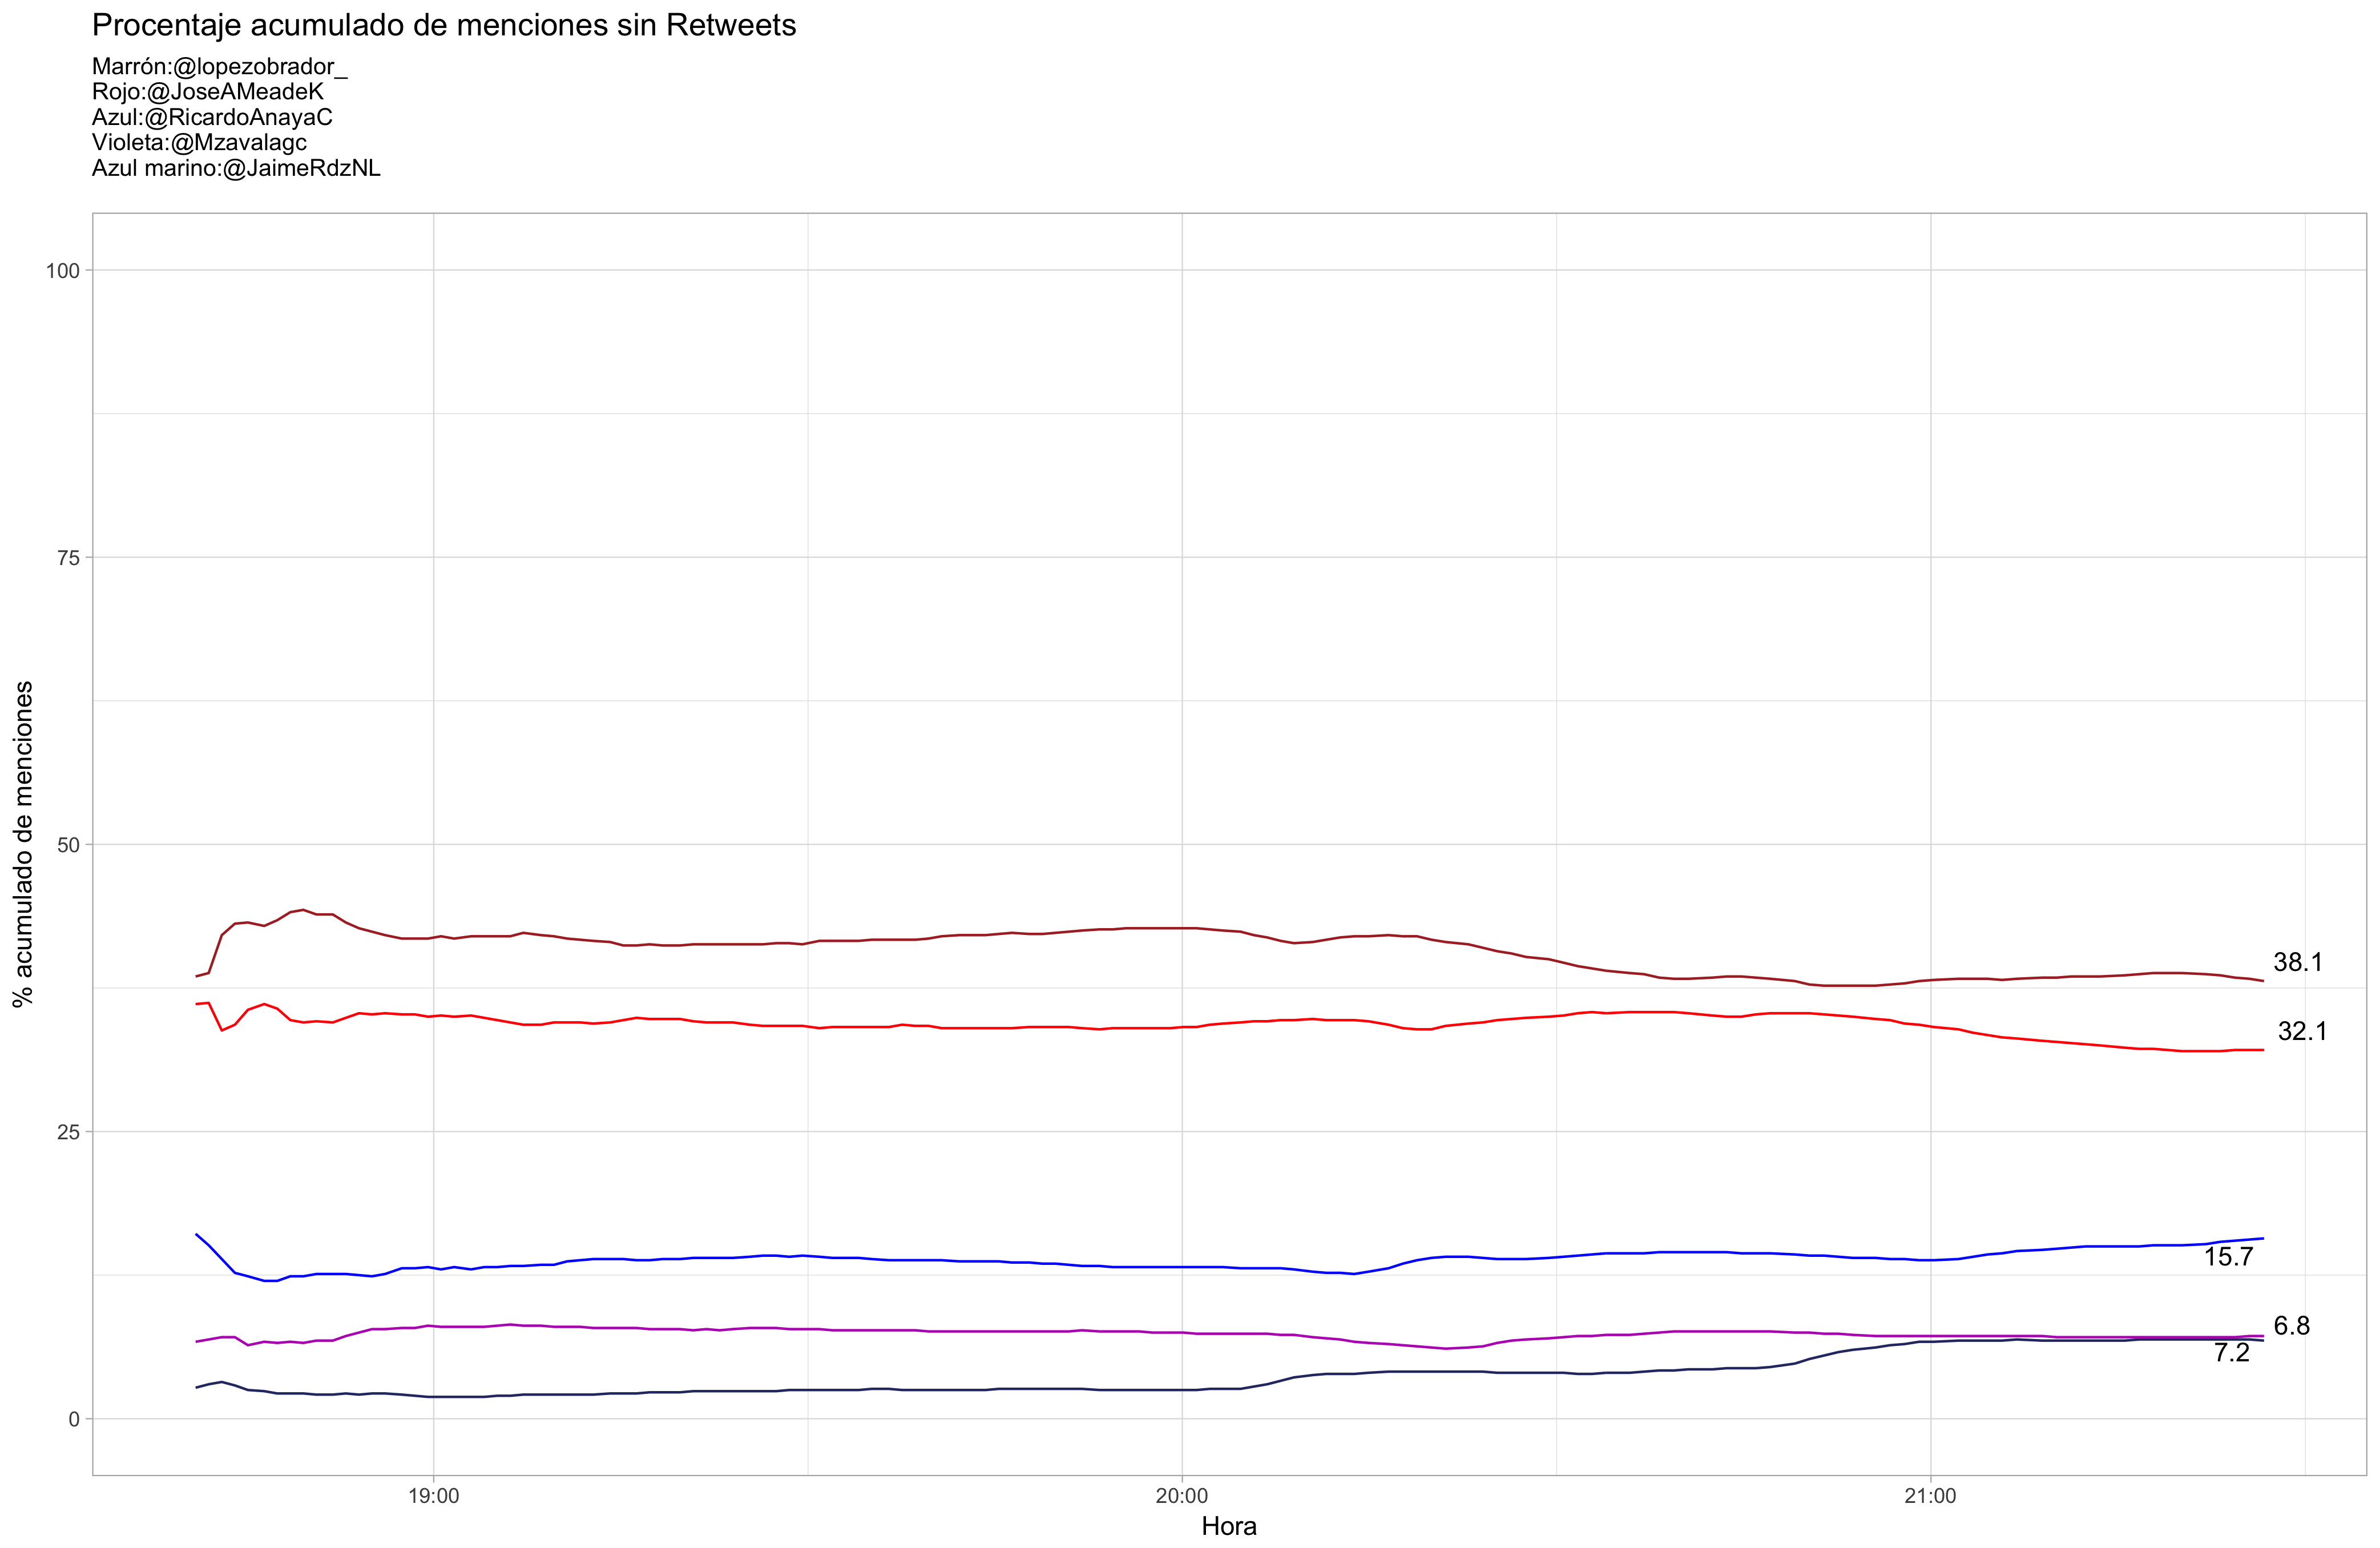 Procentaje acumulado de menciones sin Retweets
Marrón:@lopezobrador_
Rojo:@JoseAMeadeK
Azul:@RicardoAnayaC
Violeta:@Mzavalagc
Azul marino:@JaimeRdzNL
100
75
50
25
0
% acumulado de menciones
38.1
32.1
15.7
6.8
7.2
19:00
20:00
21:00
Hora